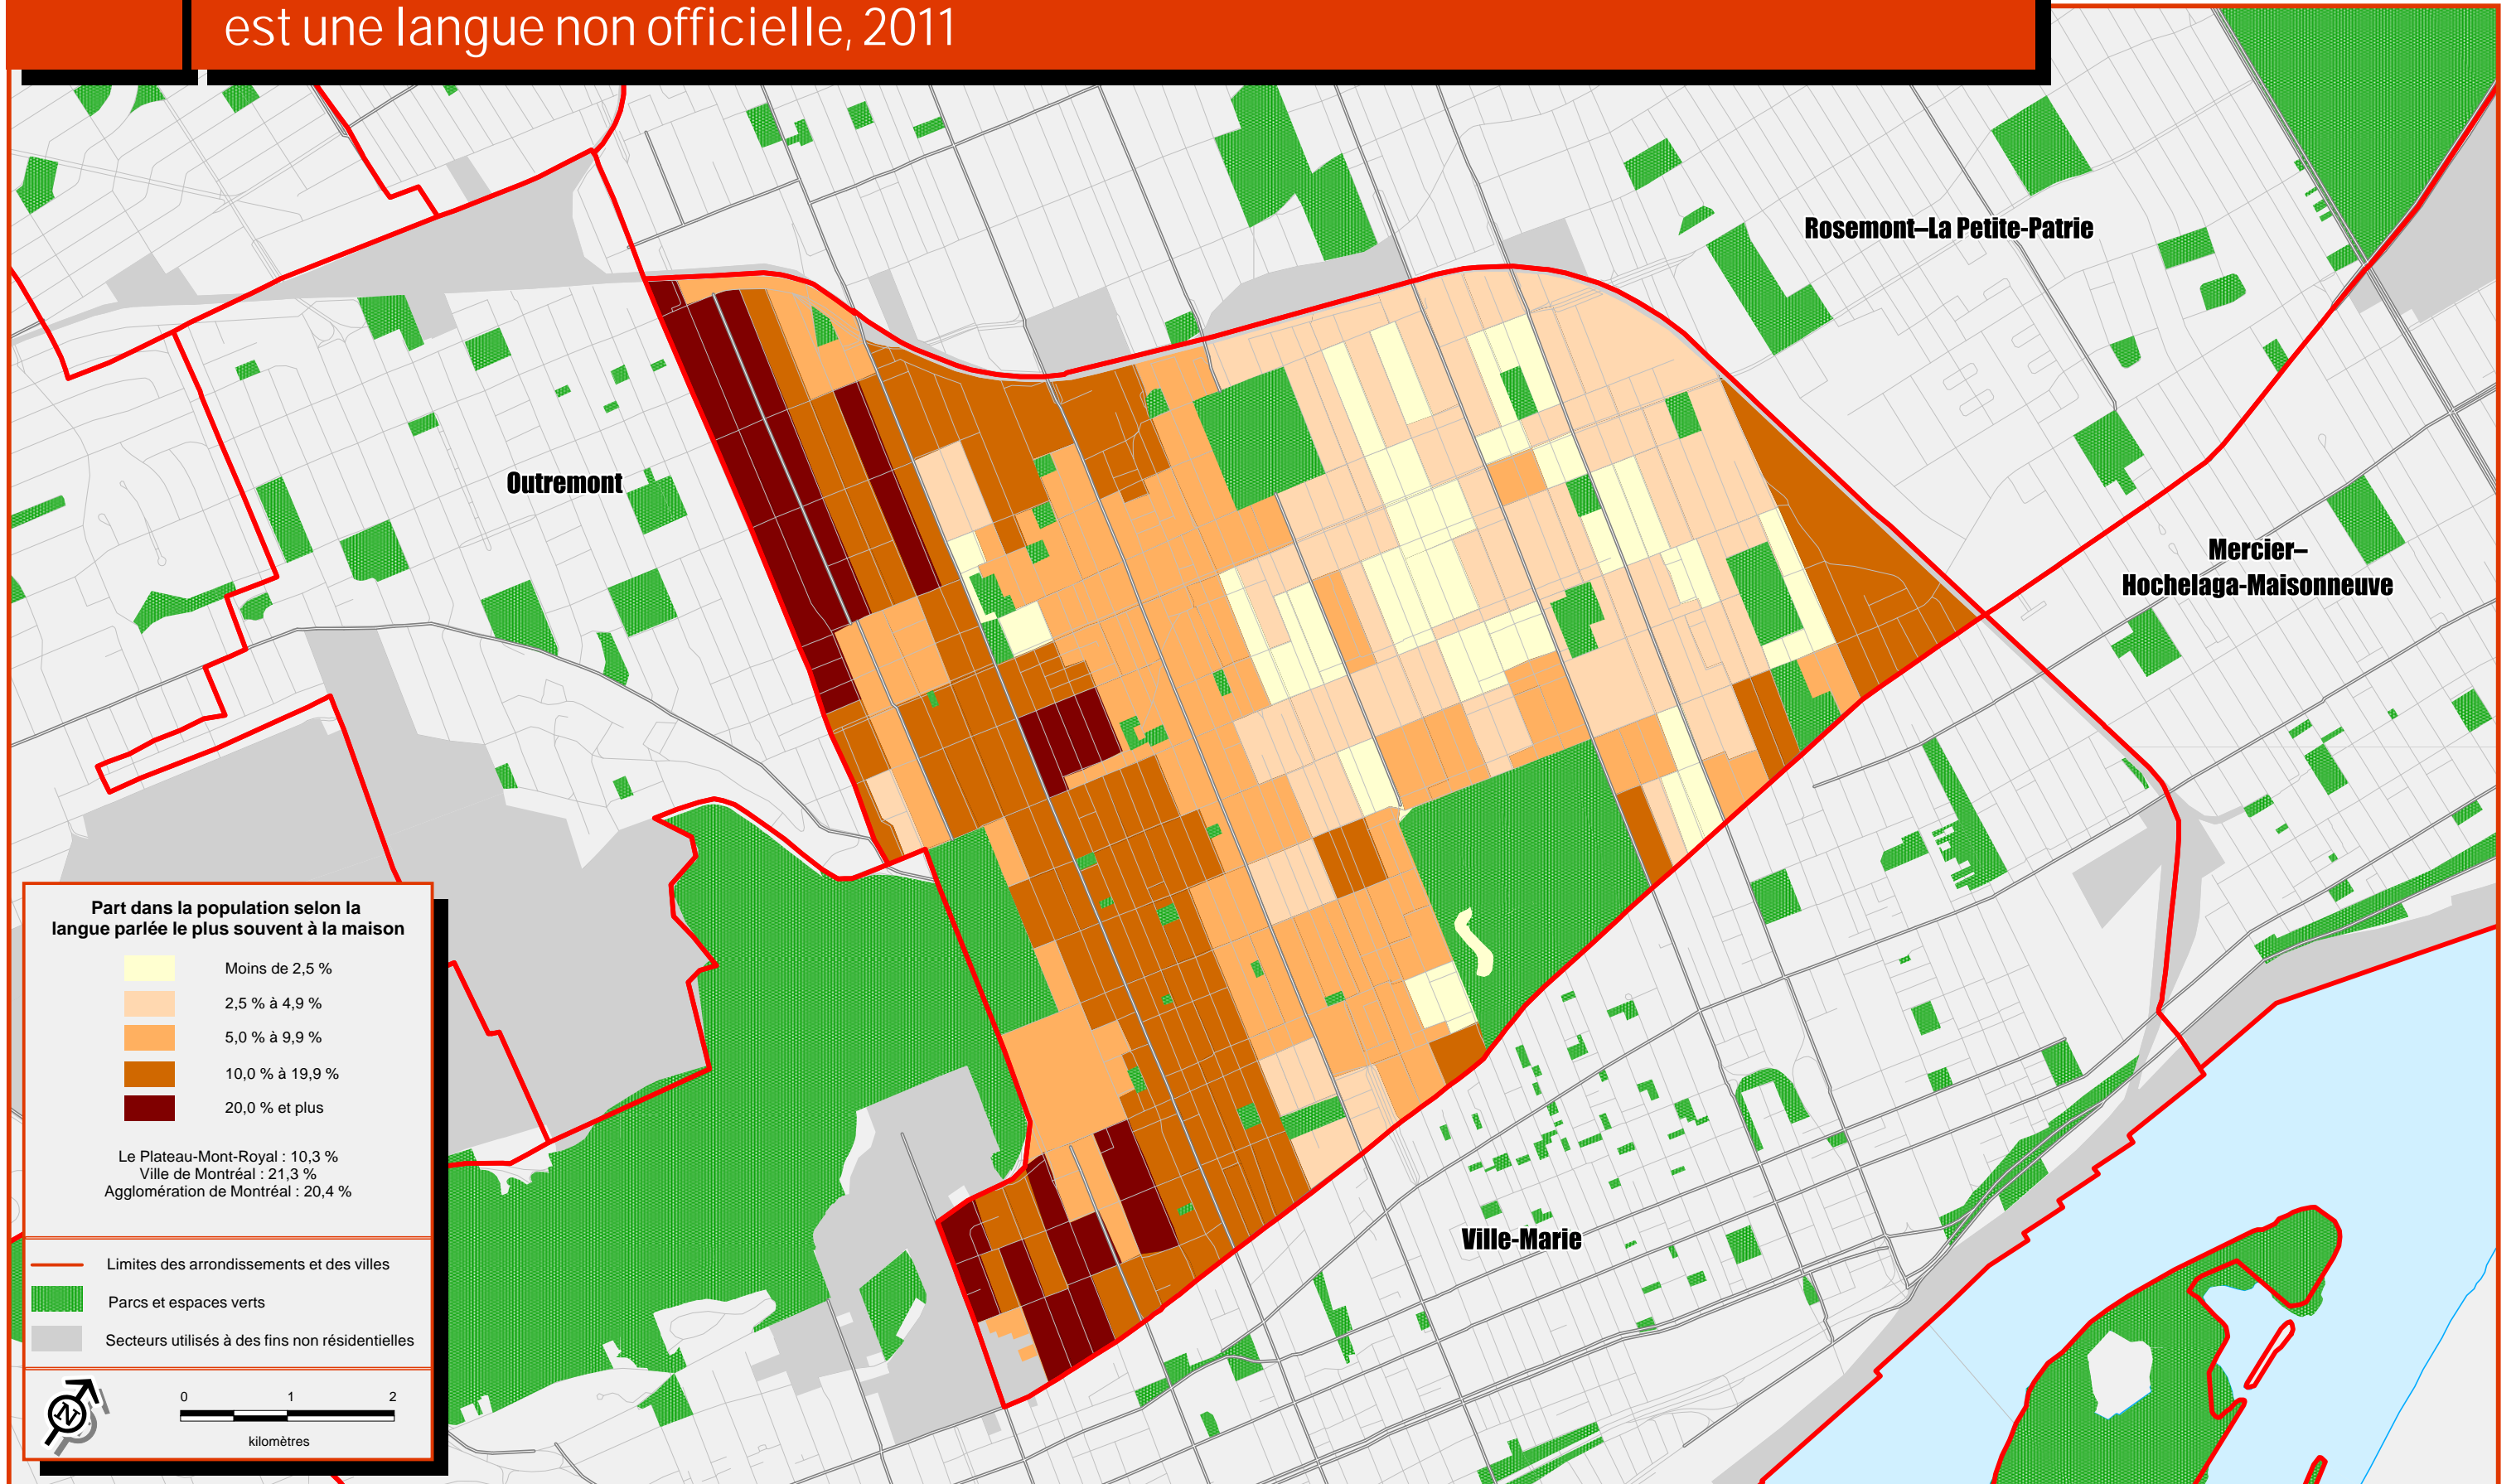 est une langue non officielle, 2011
Rosemont–La Petite-Patrie
Outremont
Mercier–
Hochelaga-Maisonneuve
Ville-Marie
Part dans la population selon la
langue parlée le plus souvent à la maison
Moins de 2,5 %
2,5 % à 4,9 %
5,0 % à 9,9 %
10,0 % à 19,9 %
20,0 % et plus
Le Plateau-Mont-Royal : 10,3 %
Ville de Montréal : 21,3 %
Agglomération de Montréal : 20,4 %
Limites des arrondissements et des villes
Parcs et espaces verts
Secteurs utilisés à des fins non résidentielles
N
0 1 2
kilomètres